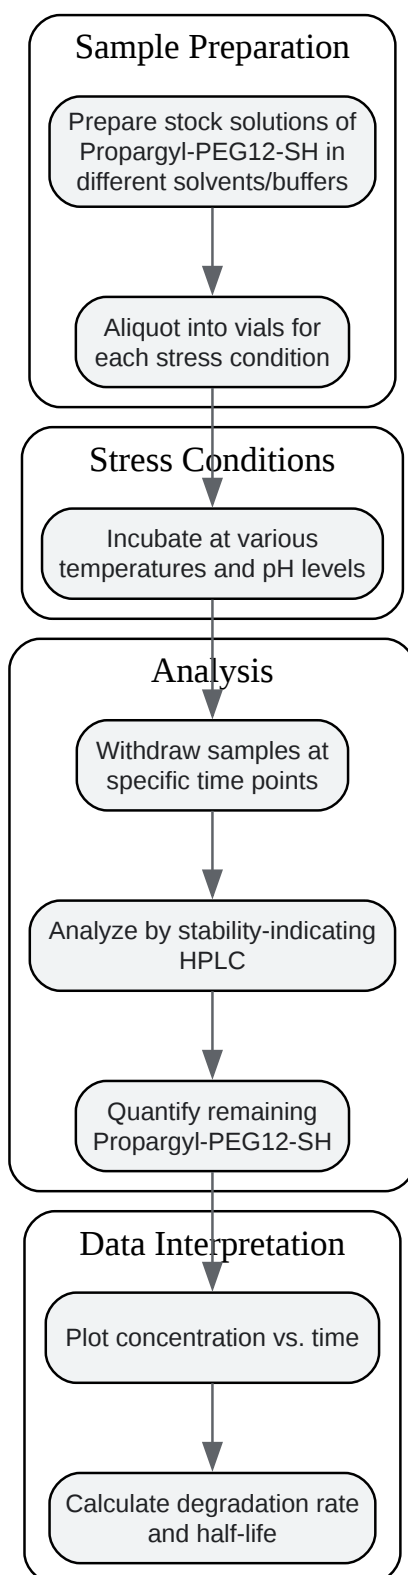 Sample Preparation
Prepare stock solutions of
Propargyl-PEG12-SH in
different solvents/buffers
Aliquot into vials for
each stress condition
Stress Conditions
Incubate at various
temperatures and pH levels
Analysis
Withdraw samples at
specific time points
Analyze by stability-indicating
HPLC
Quantify remaining
Propargyl-PEG12-SH
Data Interpretation
Plot concentration vs. time
Calculate degradation rate
and half-life